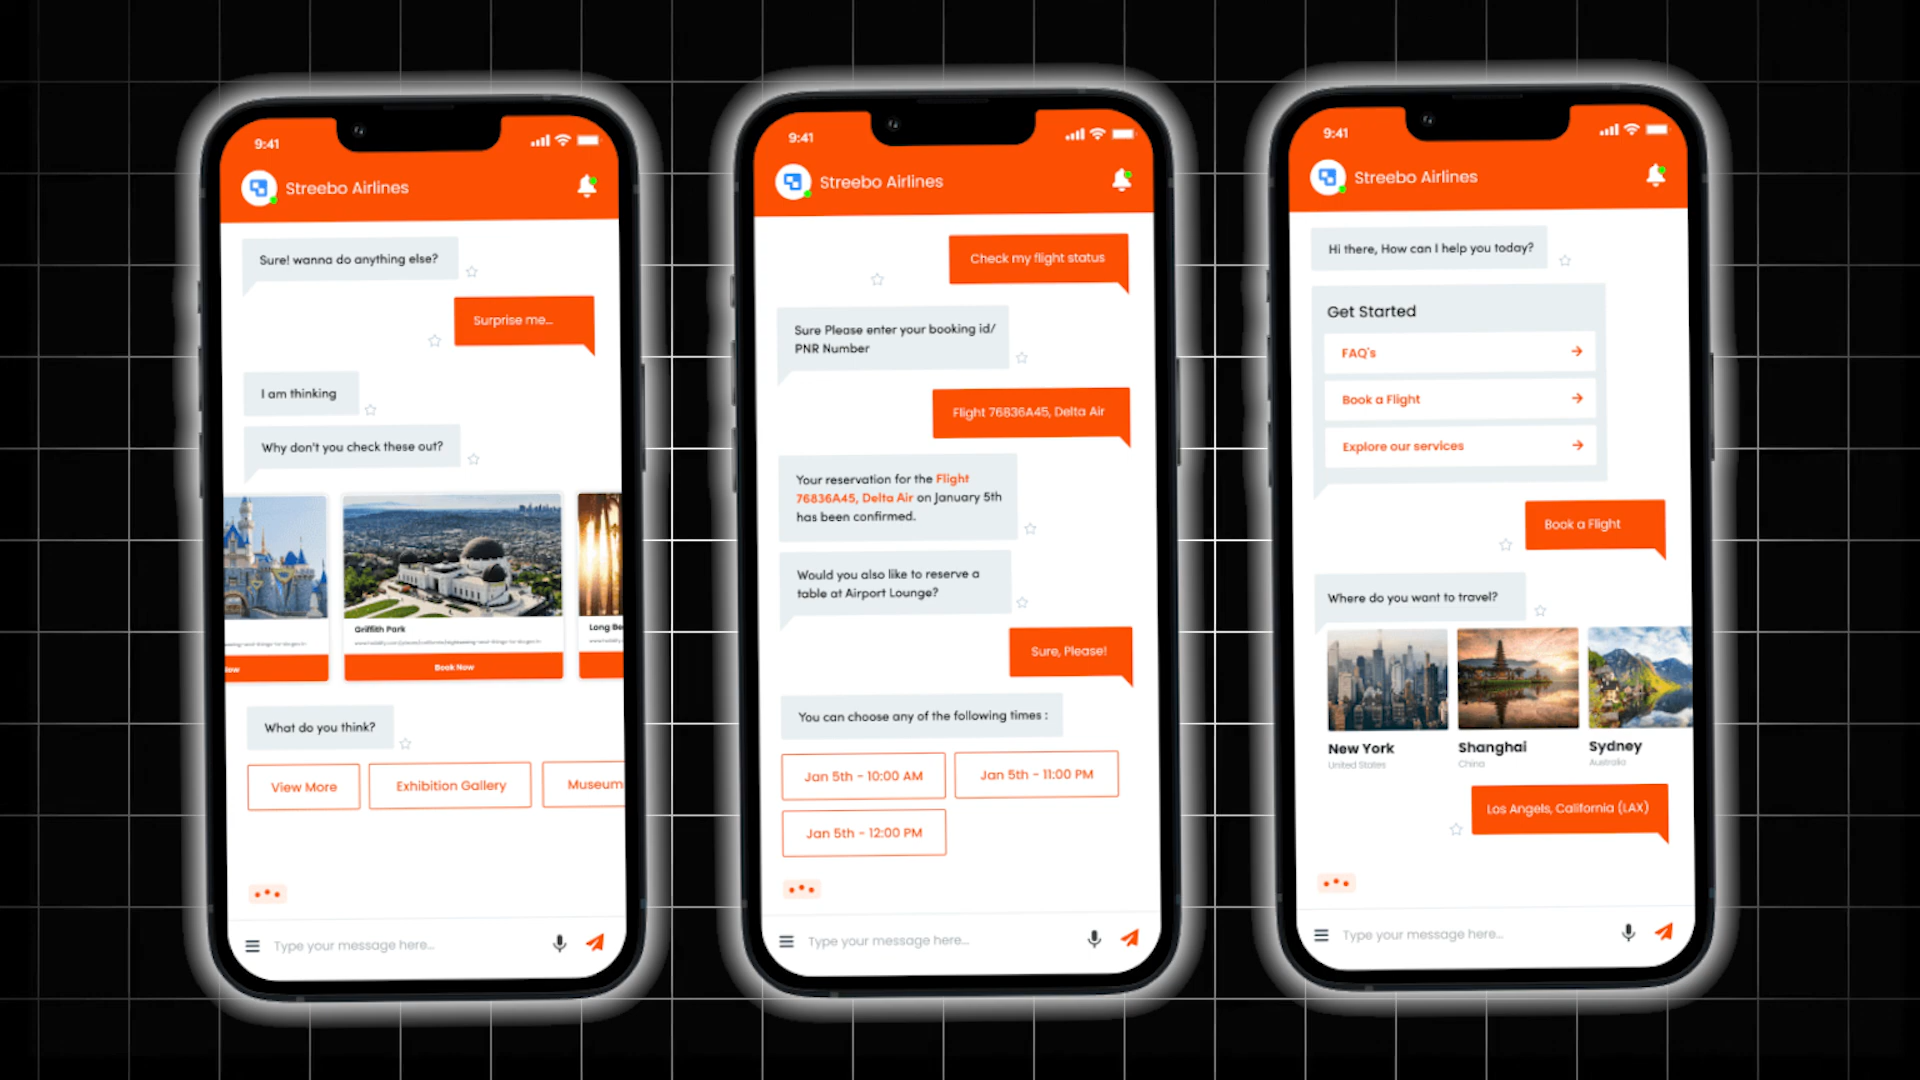 9:41
Streebo Airlines
Sure! wanna do anything else?
Surprise me...
I am thinking
Why don't you check these out?
Griffith Park
Long Be
Now
Book Now
What do you think?
View More
Exhibition Gallery
Museum
Type your message here...
9:41
Streebo Airlines
Check my flight status
Sure Please enter your booking id/
PNR Number
Flight 76836A45, Delta Air
Your reservation for the Flight
76836A45, Delta Air on January 5th
has been confirmed.
Would you also like to reserve a
table at Airport Lounge?
Sure, Please!
You can choose any of the following times :
Jan 5th - 10:00 AM
Jan 5th - 11:00 PM
Jan 5th - 12:00 PM
Type your message here...
9:41
Streebo Airlines
Hi there, How can I help you today?
Get Started
FAQ's
Book a Flight
Explore our services
Book a Flight
Where do you want to travel?
New York
United States
Shanghai
China
Sydney
Australia
Los Angels, California (LAX)
Type your message here...